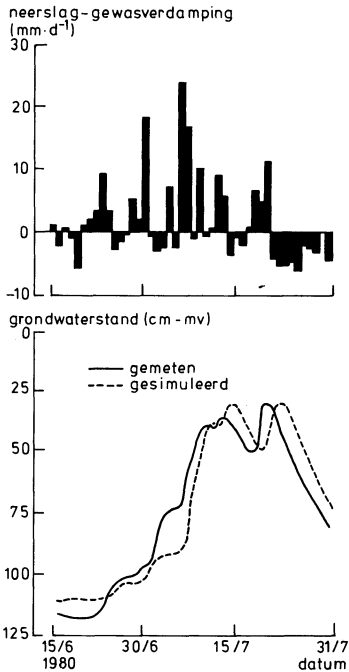 neerslag-gewasverdamping
(mm·d⁻¹)
30
20
10
0
-10
grondwaterstand (cm-mv)
0
25
gemeten
gesimuleerd
50
75
100
125
15/6 30/6 15/7 31/7
1980 datum